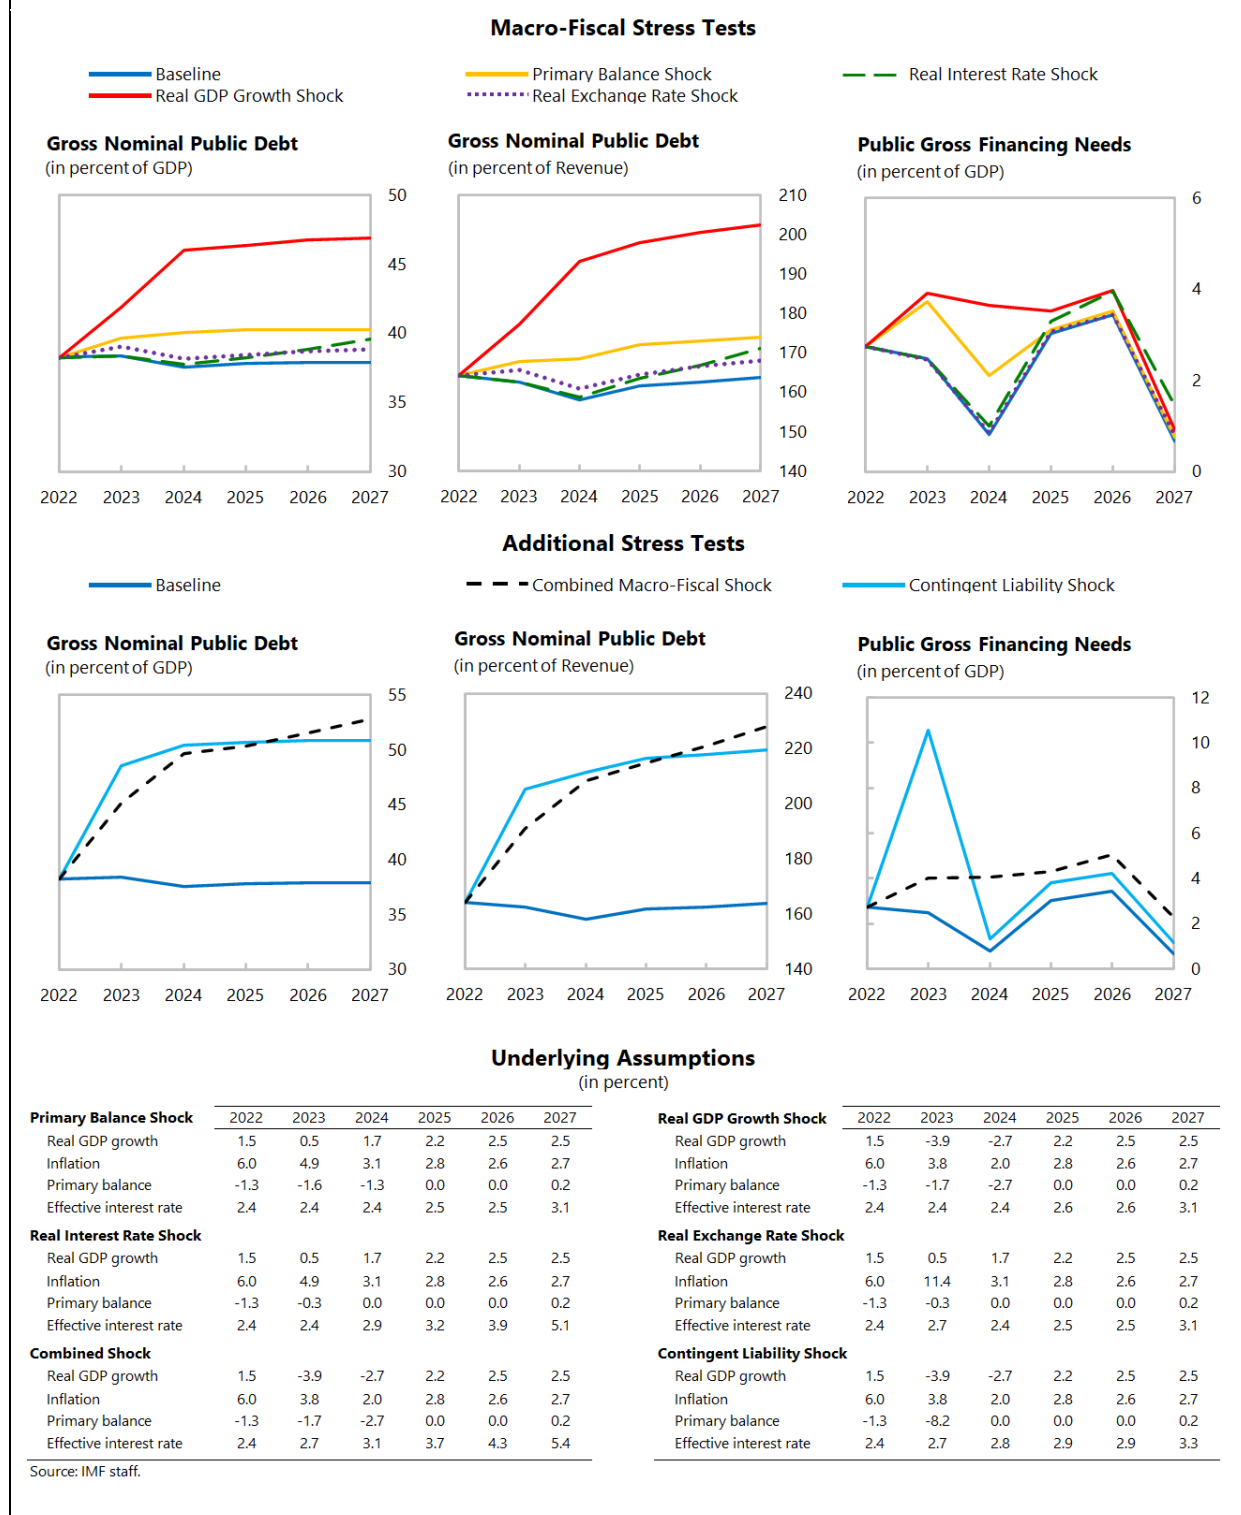 Macro-Fiscal Stress Tests
Baseline
Primary Balance Shock
Real Interest Rate Shock
Real GDP Growth Shock
Real Exchange Rate Shock
Gross Nominal Public Debt
(in percent of GDP)
50
45
40
35
30
2022 2023 2024 2025 2026 2027
Gross Nominal Public Debt
(in percent of Revenue)
210
200
190
180
170
160
150
140
2022 2023 2024 2025 2026 2027
Public Gross Financing Needs
(in percent of GDP)
6
4
2
0
2022 2023 2024 2025 2026 2027
Additional Stress Tests
Baseline
Combined Macro-Fiscal Shock
Contingent Liability Shock
Gross Nominal Public Debt
(in percent of GDP)
55
50
45
40
35
30
2022 2023 2024 2025 2026 2027
Gross Nominal Public Debt
(in percent of Revenue)
240
220
200
180
160
140
2022 2023 2024 2025 2026 2027
Public Gross Financing Needs
(in percent of GDP)
12
10
8
6
4
2
0
2022 2023 2024 2025 2026 2027
Underlying Assumptions
(in percent)
Primary Balance Shock 2022 2023 2024 2025 2026 2027
Real GDP growth 1.5 0.5 1.7 2.2 2.5 2.5
Inflation 6.0 4.9 3.1 2.8 2.6 2.7
Primary balance -1.3 -1.6 -1.3 0.0 0.0 0.2
Effective interest rate 2.4 2.4 2.4 2.5 2.5 3.1
Real Interest Rate Shock
Real GDP growth 1.5 0.5 1.7 2.2 2.5 2.5
Inflation 6.0 4.9 3.1 2.8 2.6 2.7
Primary balance -1.3 -0.3 0.0 0.0 0.0 0.2
Effective interest rate 2.4 2.4 2.9 3.2 3.9 5.1
Combined Shock
Real GDP growth 1.5 -3.9 -2.7 2.2 2.5 2.5
Inflation 6.0 3.8 2.0 2.8 2.6 2.7
Primary balance -1.3 -1.7 -2.7 0.0 0.0 0.2
Effective interest rate 2.4 2.7 3.1 3.7 4.3 5.4
Real GDP Growth Shock 2022 2023 2024 2025 2026 2027
Real GDP growth 1.5 -3.9 -2.7 2.2 2.5 2.5
Inflation 6.0 3.8 2.0 2.8 2.6 2.7
Primary balance -1.3 -1.7 -2.7 0.0 0.0 0.2
Effective interest rate 2.4 2.4 2.4 2.6 2.6 3.1
Real Exchange Rate Shock
Real GDP growth 1.5 0.5 1.7 2.2 2.5 2.5
Inflation 6.0 11.4 3.1 2.8 2.6 2.7
Primary balance -1.3 -0.3 0.0 0.0 0.0 0.2
Effective interest rate 2.4 2.7 2.4 2.5 2.5 3.1
Contingent Liability Shock
Real GDP growth 1.5 -3.9 -2.7 2.2 2.5 2.5
Inflation 6.0 3.8 2.0 2.8 2.6 2.7
Primary balance -1.3 -8.2 0.0 0.0 0.0 0.2
Effective interest rate 2.4 2.7 2.8 2.9 2.9 3.3
Source: IMF staff.